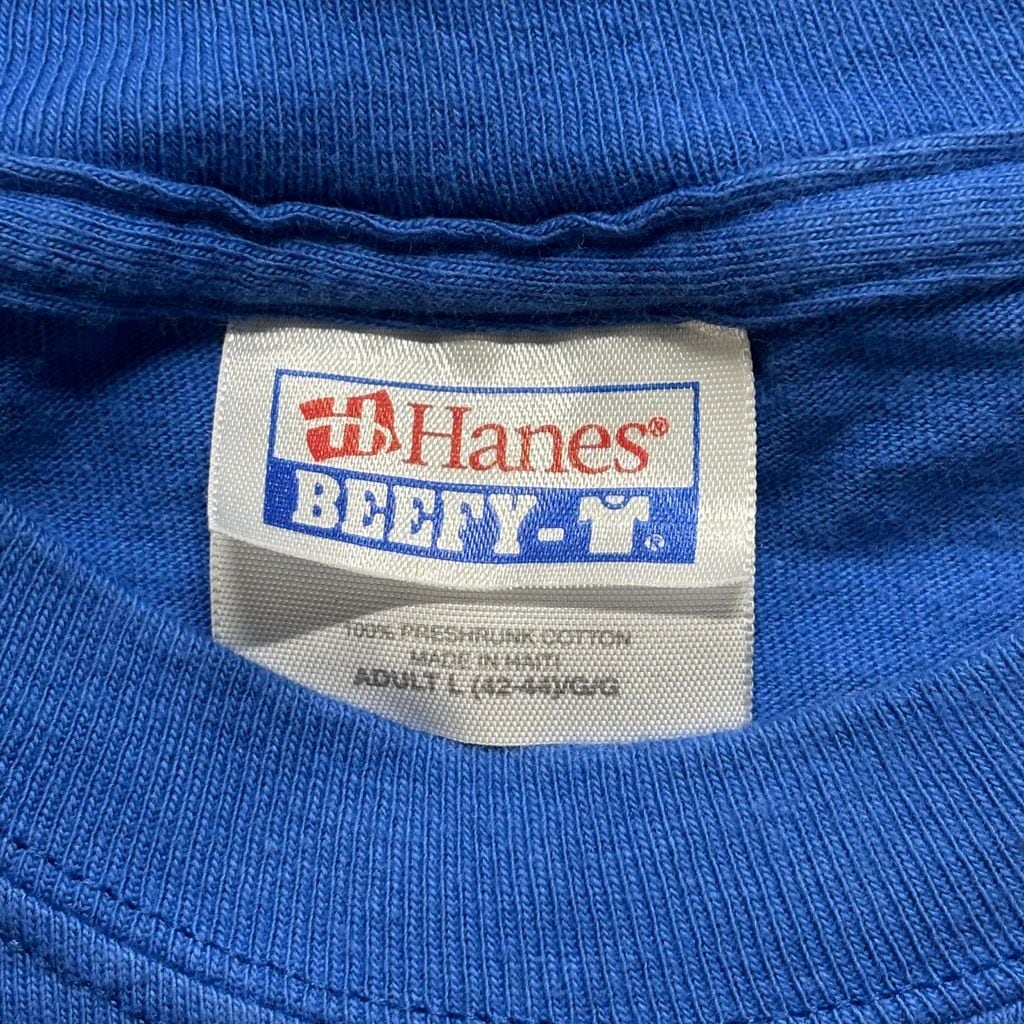 Hanes®
BEEFY-T®
100% PRESHRUNK COTTON
MADE IN HAITI
ADULT L (42-44)/G/G